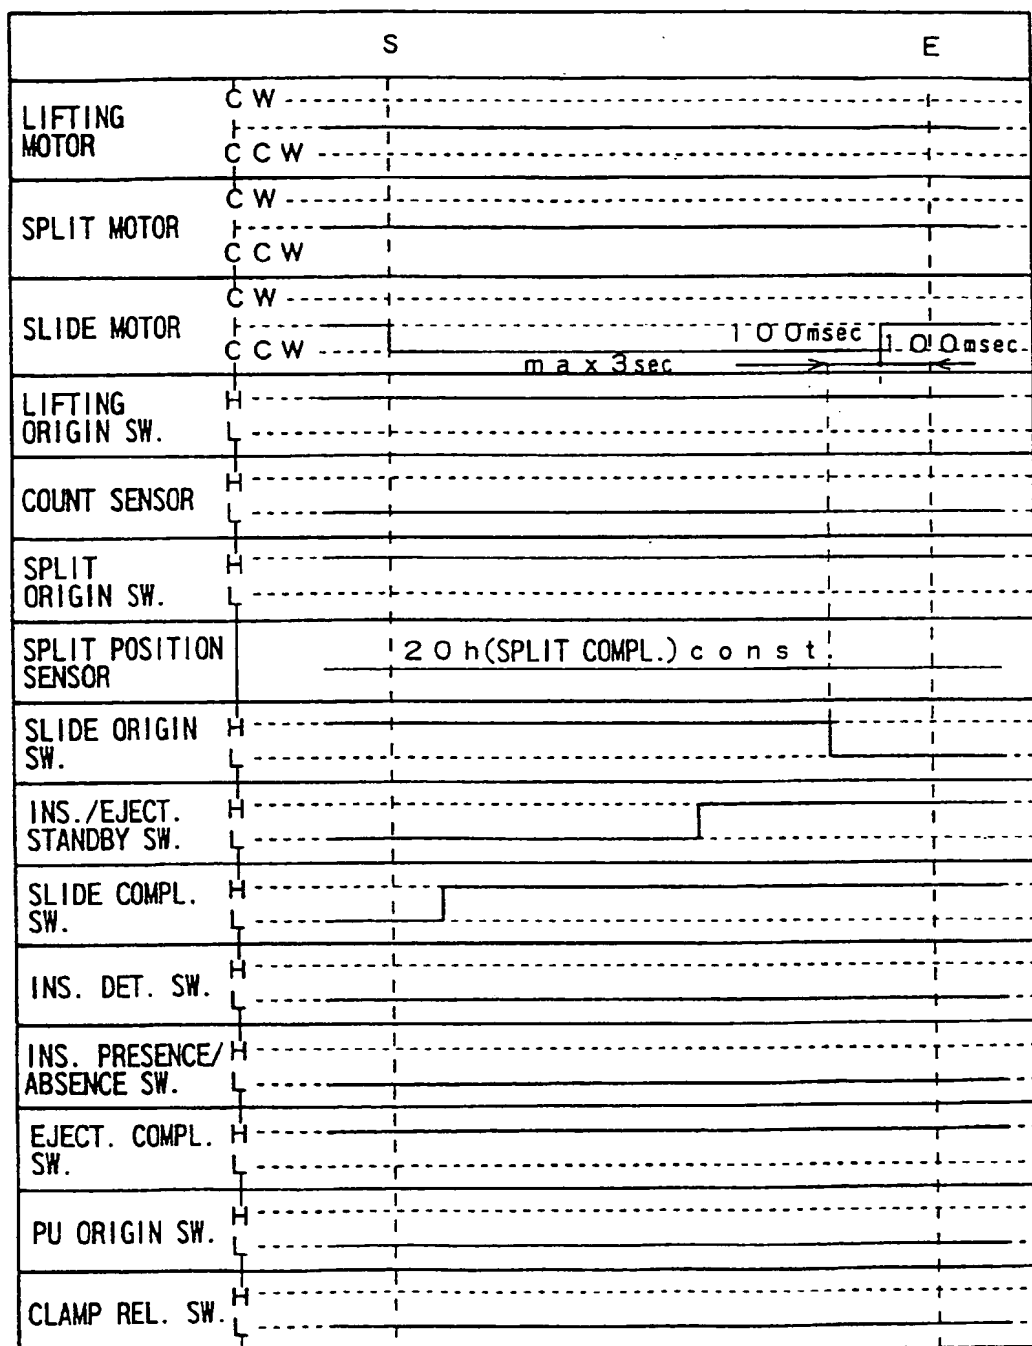 S E
LIFTING MOTOR
CW
CCW
SPLIT MOTOR
CW
CCW
SLIDE MOTOR
CW
CCW
100msec
100msec
max 3sec
LIFTING ORIGIN SW.
H
L
COUNT SENSOR
H
L
SPLIT ORIGIN SW.
H
L
SPLIT POSITION SENSOR
20h(SPLIT COMPL.) const.
SLIDE ORIGIN SW.
H
L
INS./EJECT. STANDBY SW.
H
L
SLIDE COMPL. SW.
H
L
INS. DET. SW.
H
L
INS. PRESENCE/ ABSENCE SW.
H
L
EJECT. COMPL. SW.
H
L
PU ORIGIN SW.
H
L
CLAMP REL. SW.
H
L